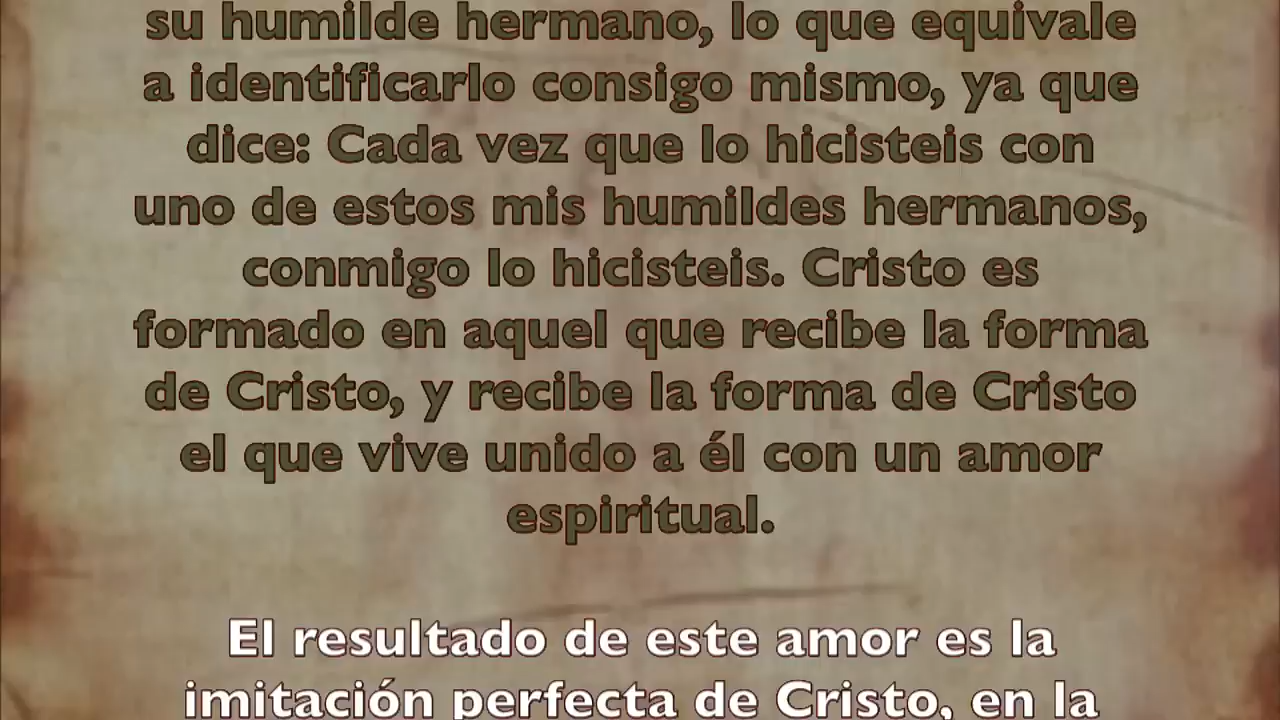 su humilde hermano, lo que equivale
a identificarlo consigo mismo, ya que
dice: Cada vez que lo hicisteis con
uno de estos mis humildes hermanos,
conmigo lo hicisteis. Cristo es
formado en aquel que recibe la forma
de Cristo, y recibe la forma de Cristo
el que vive unido a él con un amor
espiritual.
El resultado de este amor es la
imitación perfecta de Cristo, en la